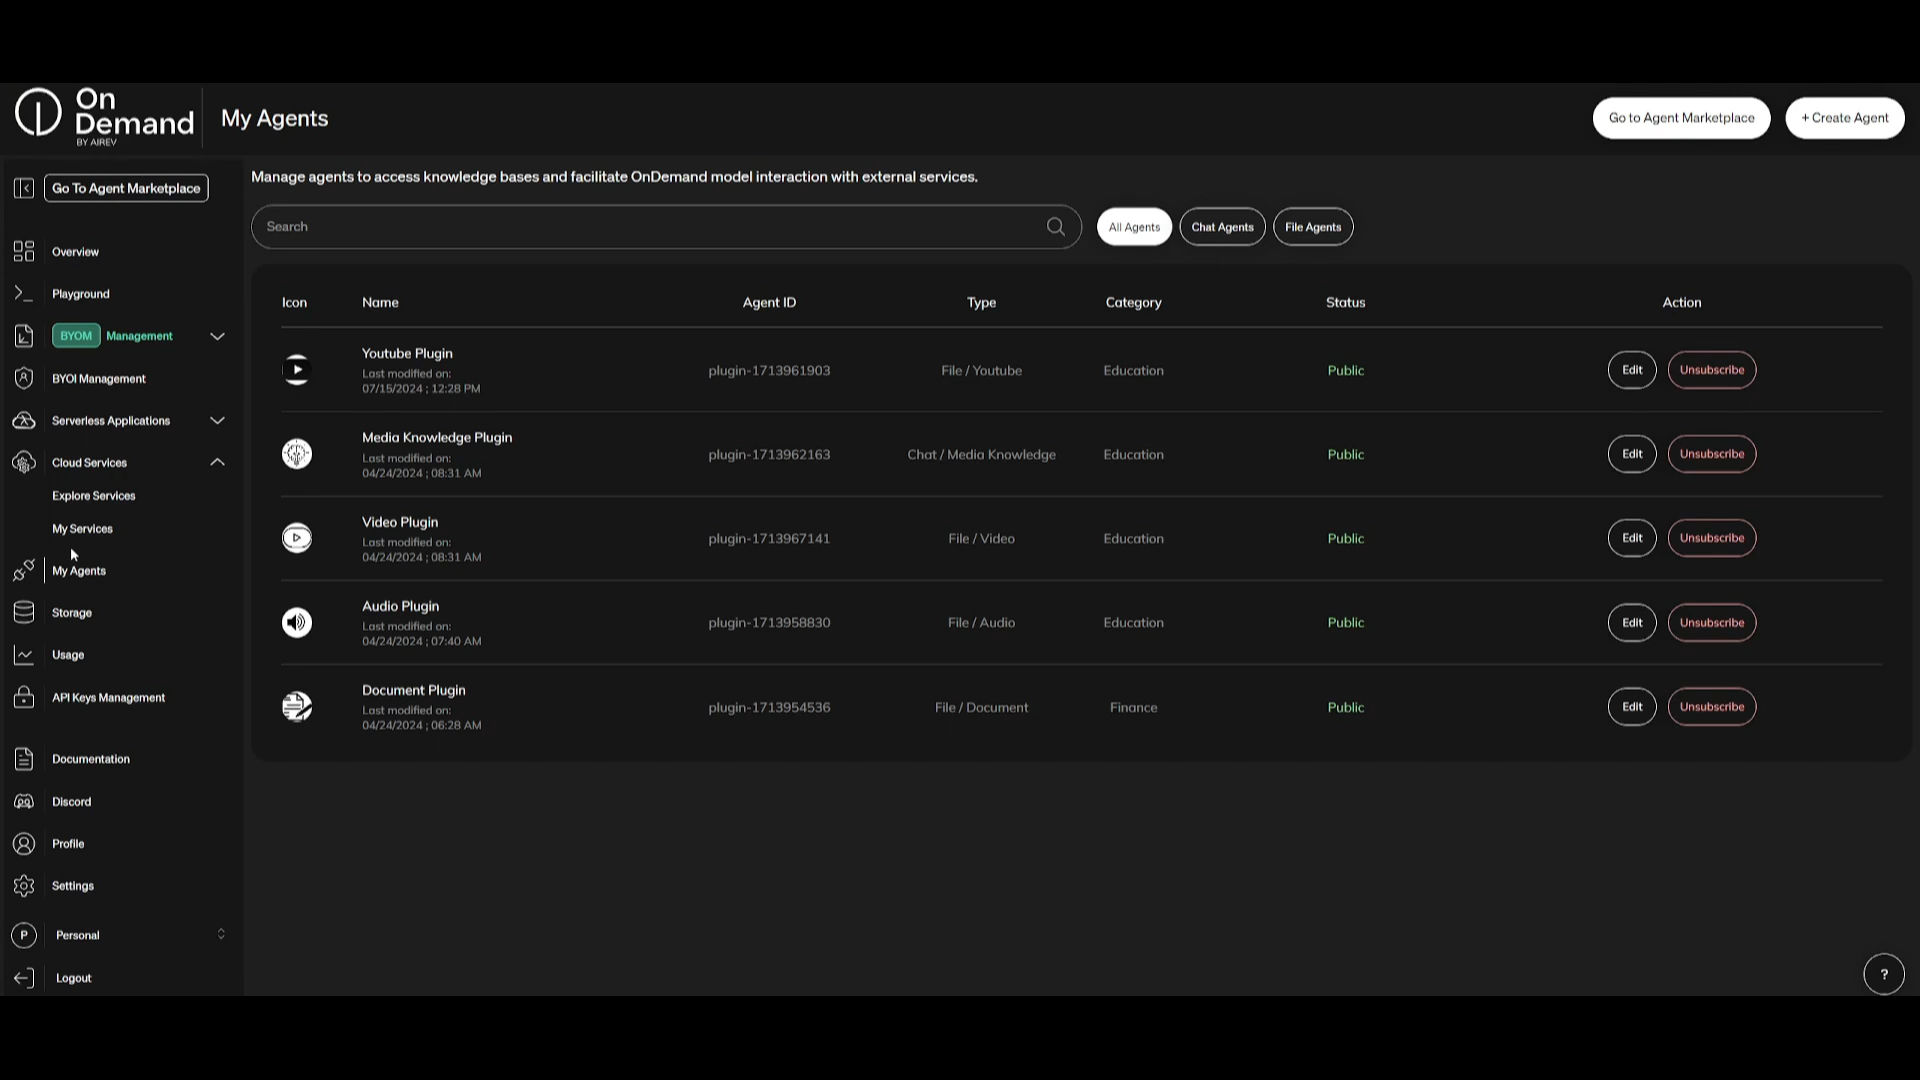 On
Demand
BY AIREV
My Agents
Go to Agent Marketplace
+ Create Agent
Go To Agent Marketplace
Overview
Playground
BYOM Management
BYOI Management
Serverless Applications
Cloud Services
Explore Services
My Services
My Agents
Storage
Usage
API Keys Management
Documentation
Discord
Profile
Settings
P Personal
Logout
Manage agents to access knowledge bases and facilitate OnDemand model interaction with external services.
Search
All Agents
Chat Agents
File Agents
Icon Name Agent ID Type Category Status Action
Youtube Plugin
Last modified on:
07/15/2024 ; 12:28 PM
plugin-1713961903 File / Youtube Education Public Edit Unsubscribe
Media Knowledge Plugin
Last modified on:
04/24/2024 ; 08:31 AM
plugin-1713962163 Chat / Media Knowledge Education Public Edit Unsubscribe
Video Plugin
Last modified on:
04/24/2024 ; 08:31 AM
plugin-1713967141 File / Video Education Public Edit Unsubscribe
Audio Plugin
Last modified on:
04/24/2024 ; 07:40 AM
plugin-1713958830 File / Audio Education Public Edit Unsubscribe
Document Plugin
Last modified on:
04/24/2024 ; 06:28 AM
plugin-1713954536 File / Document Finance Public Edit Unsubscribe
?